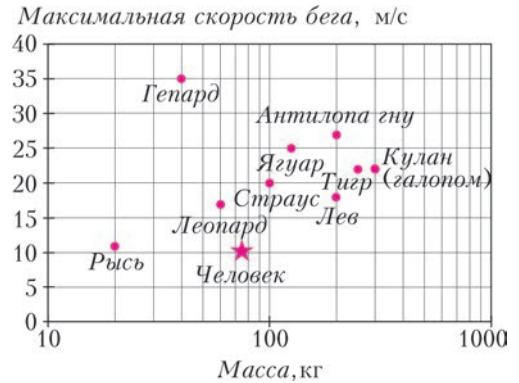 Максимальная скорость бега, м/с
40
35
Гепард
30
Антилопа гну
25
Ягуар
Кулан
Тигр (галопом)
20
Страус
Лев
15
Леопард
10
Рысь
Человек
5
0
10 100 1000
Масса, кг